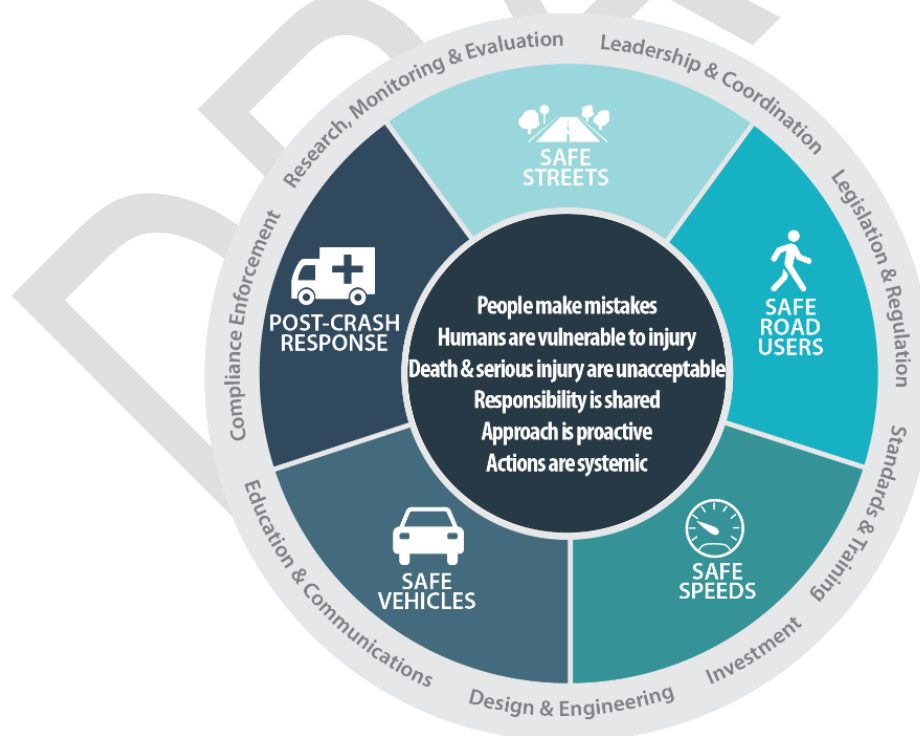 Research, Monitoring & Evaluation
Leadership & Coordination
Legislation & Regulation
Standards & Training
Investment
Design & Engineering
Education & Communications
Compliance Enforcement
SAFE
STREETS
SAFE
ROAD
USERS
SAFE
SPEEDS
SAFE
VEHICLES
POST-CRASH
RESPONSE
People make mistakes
Humans are vulnerable to injury
Death & serious injury are unacceptable
Responsibility is shared
Approach is proactive
Actions are systemic